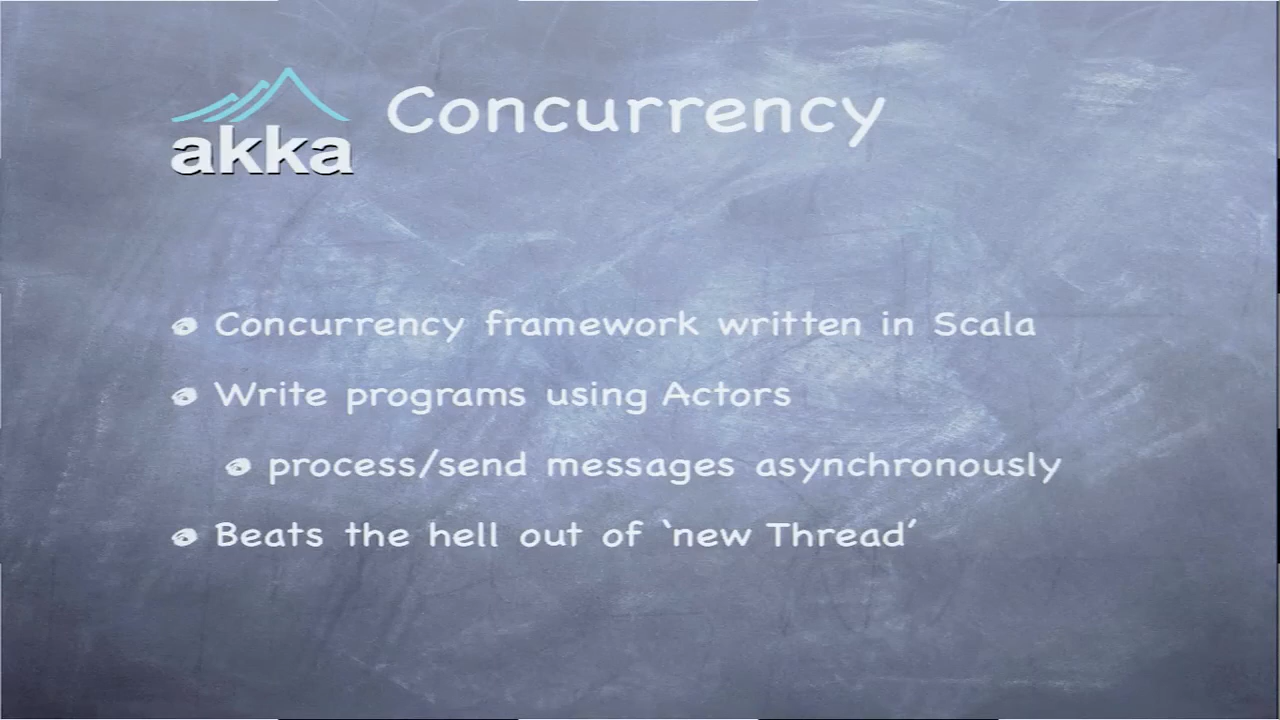 akka Concurrency
Concurrency framework written in Scala
Write programs using Actors
process/send messages asynchronously
Beats the hell out of ‘new Thread’